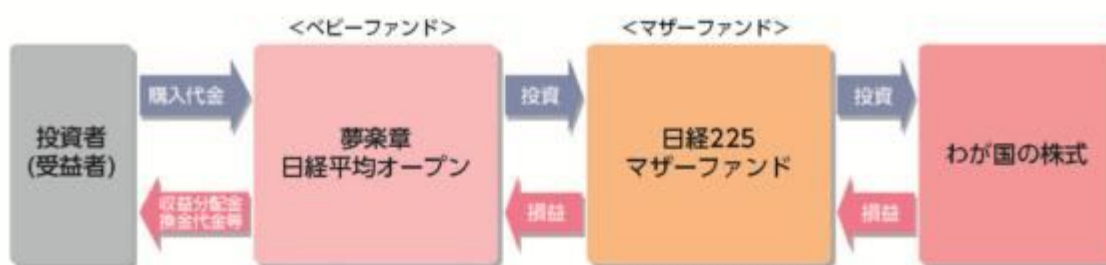 <ベビーファンド>
<マザーファンド>
投資者
(受益者)
購入代金
収益分配金
換金代金等
夢楽章
日経平均オープン
投資
損益
日経225
マザーファンド
投資
損益
わが国の株式